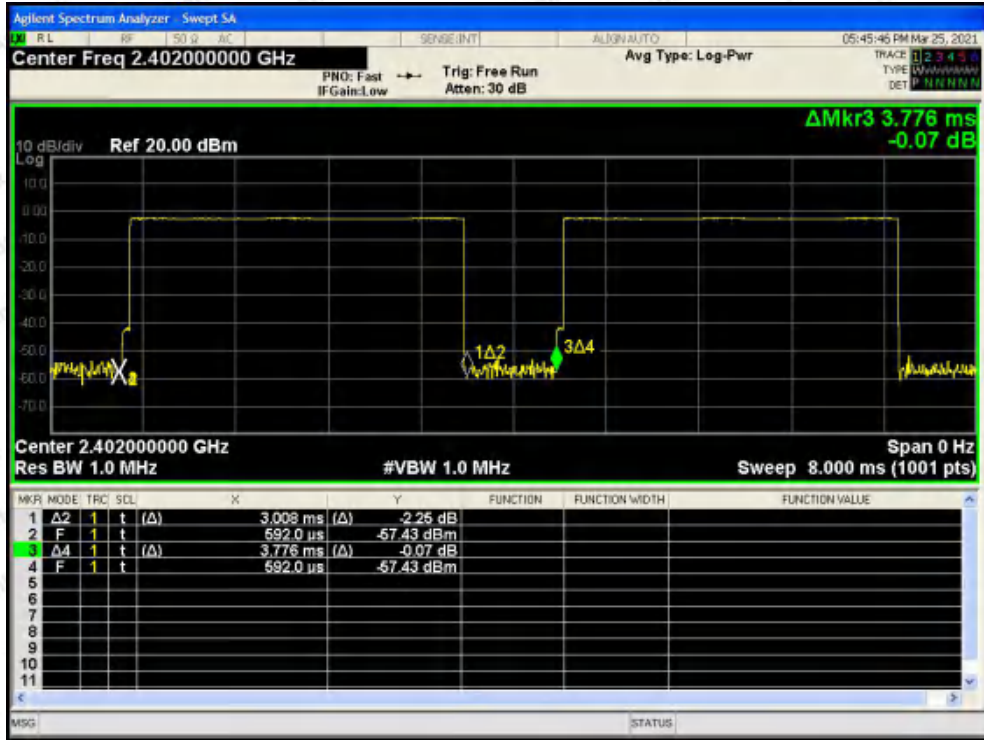 Agilent Spectrum Analyzer - Swept SA
LXI RL RF 50 Ω AC SENSE:INT ALIGN AUTO 05:45:46 PM Mar 25, 2021
Center Freq 2.402000000 GHz
PNO: Fast
IFGain:Low
Trig: Free Run
Atten: 30 dB
Avg Type: Log-Pwr
TRACE 1 2 3 4 5 6
TYPE
DET P N N N N N
ΔMkr3 3.776 ms
-0.07 dB
10 dB/div Ref 20.00 dBm
Log
10.0
0.00
-10.0
-20.0
-30.0
-40.0
-50.0
-60.0
-70.0
1Δ2
3Δ4
Center 2.402000000 GHz Span 0 Hz
Res BW 1.0 MHz #VBW 1.0 MHz Sweep 8.000 ms (1001 pts)
MKR MODE TRC SCL X Y FUNCTION FUNCTION WIDTH FUNCTION VALUE
1 Δ2 1 t (Δ) 3.008 ms (Δ) -2.25 dB
2 F 1 t 592.0 µs -57.43 dBm
3 Δ4 1 t (Δ) 3.776 ms (Δ) -0.07 dB
4 F 1 t 592.0 µs -57.43 dBm
5
6
7
8
9
10
11
MSG STATUS